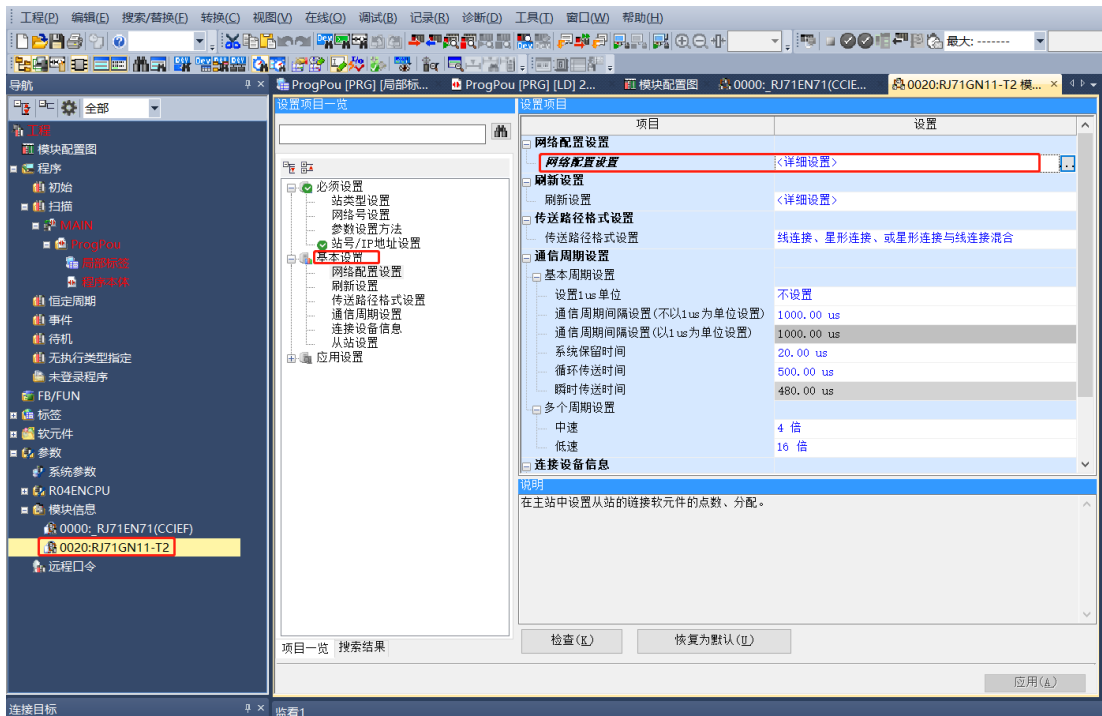 工程(P) 编辑(E) 搜索/替换(F) 转换(C) 视图(V) 在线(O) 调试(B) 记录(R) 诊断(D) 工具(T) 窗口(W) 帮助(H)
最大: -------
导航
ProgPou [PRG] [局部标...
ProgPou [PRG] [LD] 2...
模块配置图
0000:_RJ71EN71(CCIE...
0020:RJ71GN11-T2 模...
全部
工程
模块配置图
程序
初始
扫描
MAIN
ProgPou
局部标签
程序本体
恒定周期
事件
待机
无执行类型指定
未登录程序
FB/FUN
标签
软元件
参数
系统参数
R04ENCPU
模块信息
0000:_RJ71EN71(CCIEF)
0020:RJ71GN11-T2
远程口令
连接目标
设置项目一览
必须设置
站类型设置
网络号设置
参数设置方法
站号/IP地址设置
基本设置
网络配置设置
刷新设置
传送路径格式设置
通信周期设置
连接设备信息
从站设置
应用设置
项目一览 搜索结果
设置项目
项目 设置
网络配置设置
网络配置设置 <详细设置>
刷新设置
刷新设置 <详细设置>
传送路径格式设置
传送路径格式设置 线连接、星形连接、或星形连接与线连接混合
通信周期设置
基本周期设置
设置1us单位 不设置
通信周期间隔设置(不以1us为单位设置) 1000.00 us
通信周期间隔设置(以1us为单位设置) 1000.00 us
系统保留时间 20.00 us
循环传送时间 500.00 us
瞬时传送时间 480.00 us
多个周期设置
中速 4 倍
低速 16 倍
连接设备信息
说明
在主站中设置从站的链接软元件的点数、分配。
检查(K) 恢复为默认(U)
应用(A)
监看1